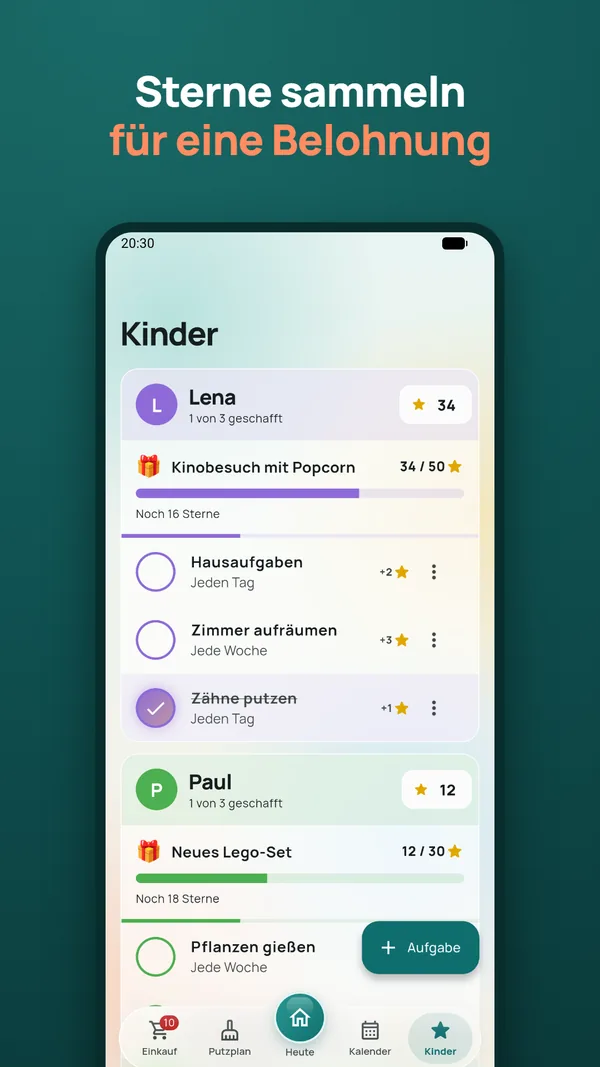 Sterne sammeln
für eine Belohnung
20:30
Kinder
L
Lena
1 von 3 geschafft
34
Kinobesuch mit Popcorn
34 / 50
Noch 16 Sterne
Hausaufgaben
Jeden Tag
+2
Zimmer aufräumen
Jede Woche
+3
Zähne putzen
Jeden Tag
+1
P
Paul
1 von 3 geschafft
12
Neues Lego-Set
12 / 30
Noch 18 Sterne
Pflanzen gießen
Jede Woche
+ Aufgabe
10
Einkauf
Putzplan
Heute
Kalender
Kinder